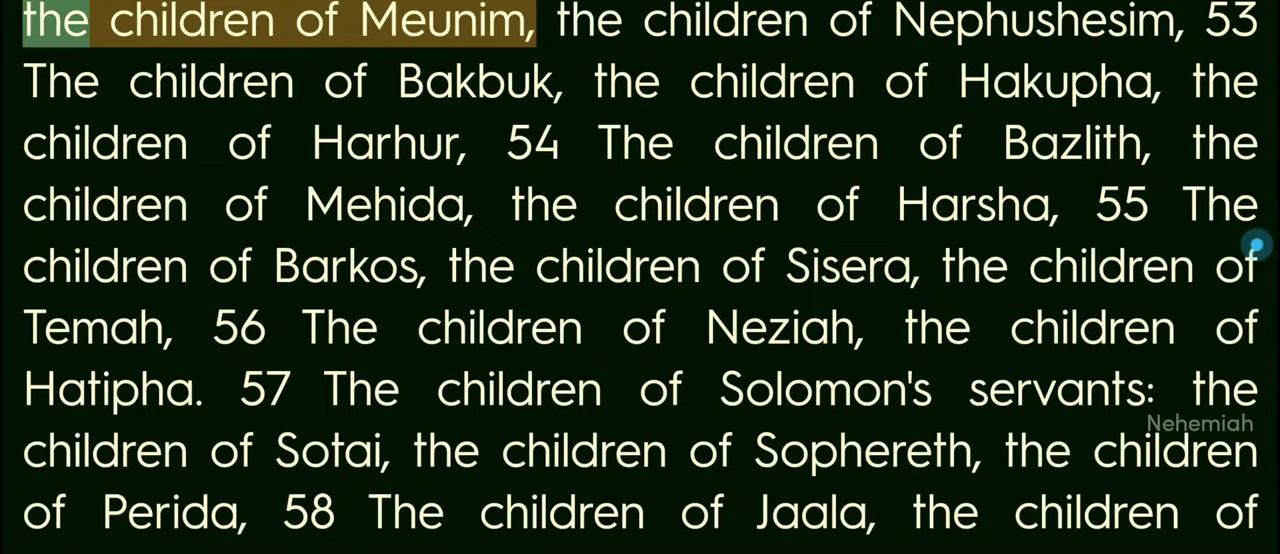 the children of Meunim, the children of Nephushesim, 53
The children of Bakbuk, the children of Hakupha, the
children of Harhur, 54 The children of Bazlith, the
children of Mehida, the children of Harsha, 55 The
children of Barkos, the children of Sisera, the children of
Temah, 56 The children of Neziah, the children of
Hatipha. 57 The children of Solomon's servants: the
Nehemiah
children of Sotai, the children of Sophereth, the children
of Perida, 58 The children of Jaala, the children of